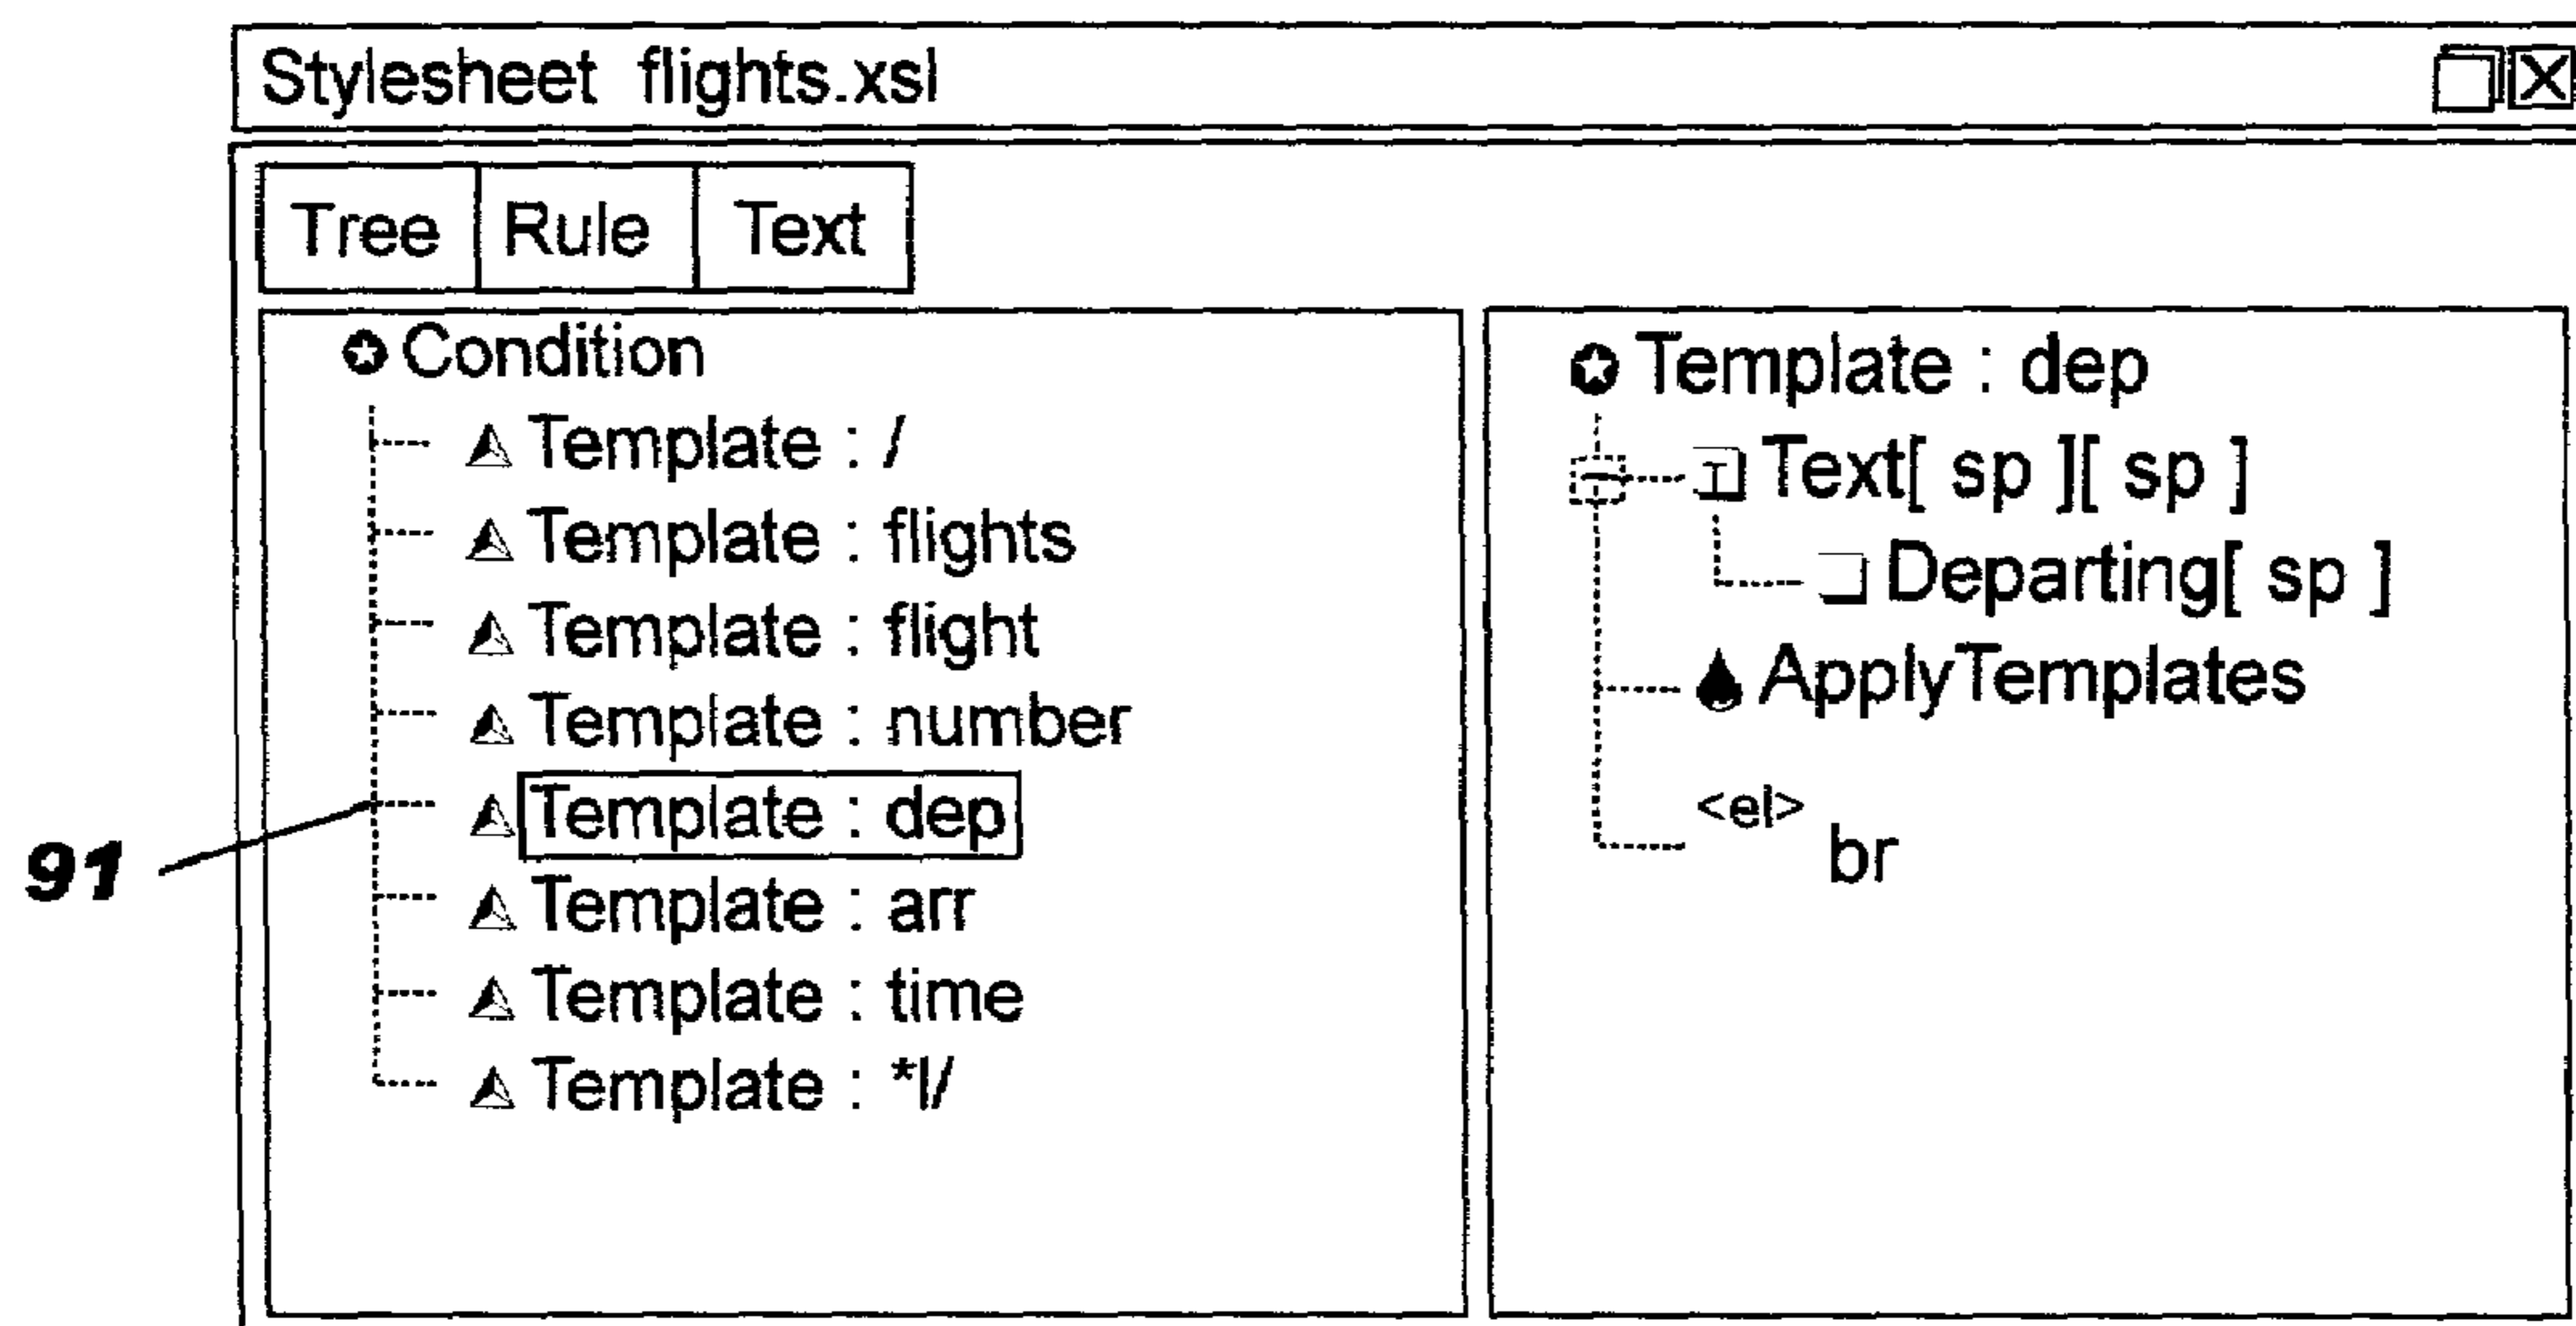 Stylesheet flights.xsl
Tree Rule Text
Condition
Template : /
Template : flights
Template : flight
Template : number
Template : dep
Template : arr
Template : time
Template : *|/
Template : dep
Text[ sp ][ sp ]
Departing[ sp ]
ApplyTemplates
<el> br
91